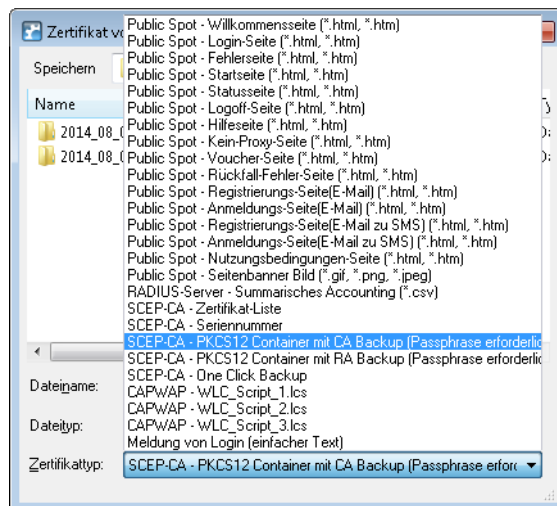 Zertifikat vo
Public Spot - Willkommensseite (*.html, *.htm)
Public Spot - Login-Seite (*.html, *.htm)
Public Spot - Fehlerseite (*.html, *.htm)
Public Spot - Startseite (*.html, *.htm)
Public Spot - Statusseite (*.html, *.htm)
Public Spot - Logoff-Seite (*.html, *.htm)
Public Spot - Hilfeseite (*.html, *.htm)
Public Spot - Kein-Proxy-Seite (*.html, *.htm)
Public Spot - Voucher-Seite (*.html, *.htm)
Public Spot - Rückfall-Fehler-Seite (*.html, *.htm)
Public Spot - Registrierungs-Seite(E-Mail) (*.html, *.htm)
Public Spot - Anmeldungs-Seite(E-Mail) (*.html, *.htm)
Public Spot - Registrierungs-Seite(E-Mail zu SMS) (*.html, *.htm)
Public Spot - Anmeldungs-Seite(E-Mail zu SMS) (*.html, *.htm)
Public Spot - Nutzungsbedingungen-Seite (*.html, *.htm)
Public Spot - Seitenbanner Bild (*.gif, *.png, *.jpeg)
RADIUS-Server - Summarisches Accounting (*.csv)
SCEP-CA - Zertifikat-Liste
SCEP-CA - Seriennummer
SCEP-CA - PKCS12 Container mit CA Backup (Passphrase erforderlic
SCEP-CA - PKCS12 Container mit RA Backup (Passphrase erforderlic
SCEP-CA - One Click Backup
CAPWAP - WLC_Script_1.lcs
CAPWAP - WLC_Script_2.lcs
CAPWAP - WLC_Script_3.lcs
Meldung von Login (einfacher Text)
Speichern
Name
2014_08_0
2014_08_0
Dateiname:
Dateityp:
Zertifikattyp: SCEP-CA - PKCS12 Container mit CA Backup (Passphrase erforc